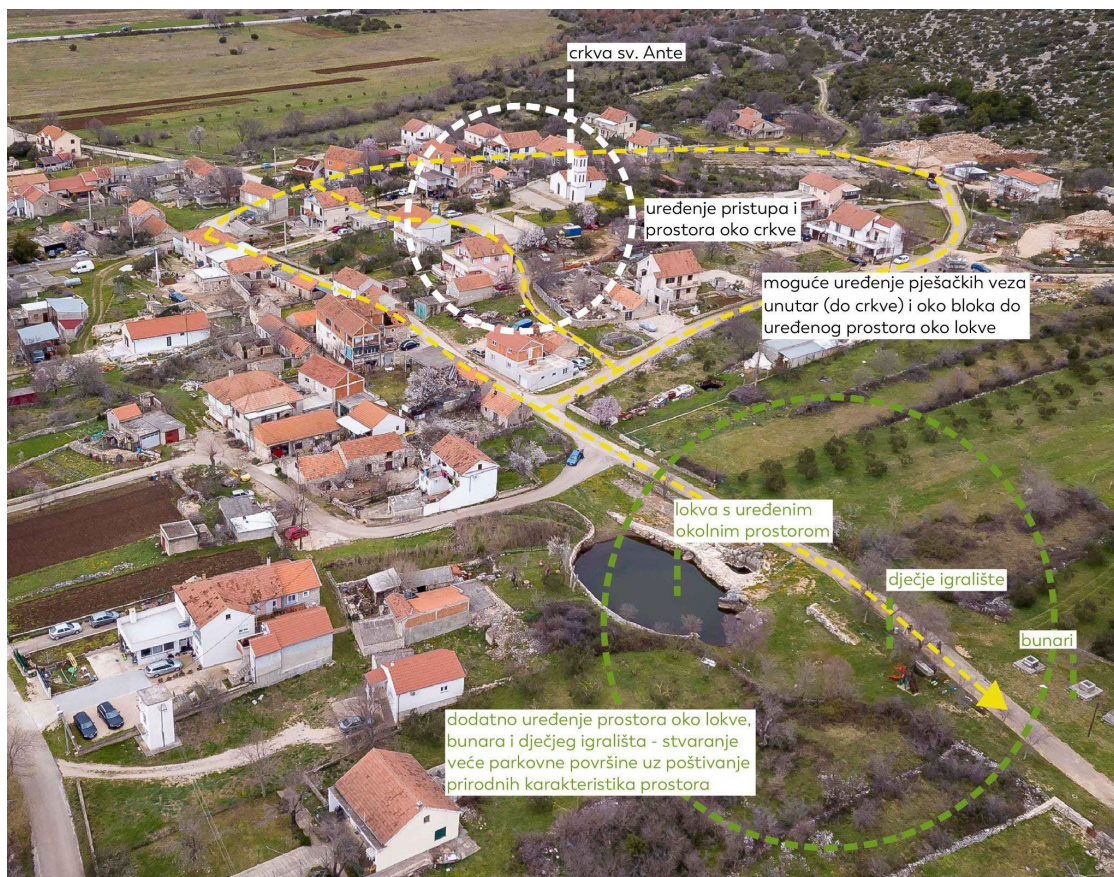 crkva sv. Ante
uređenje pristupa i
prostora oko crkve
moguće uređenje pješačkih veza
unutar (do crkve) i oko bloka do
uređenog prostora oko lokve
lokva s uređenim
okolnim prostorom
dječje igralište
bunari
dodatno uređenje prostora oko lokve,
bunara i dječjeg igrališta - stvaranje
veće parkovne površine uz poštivanje
prirodnih karakteristika prostora